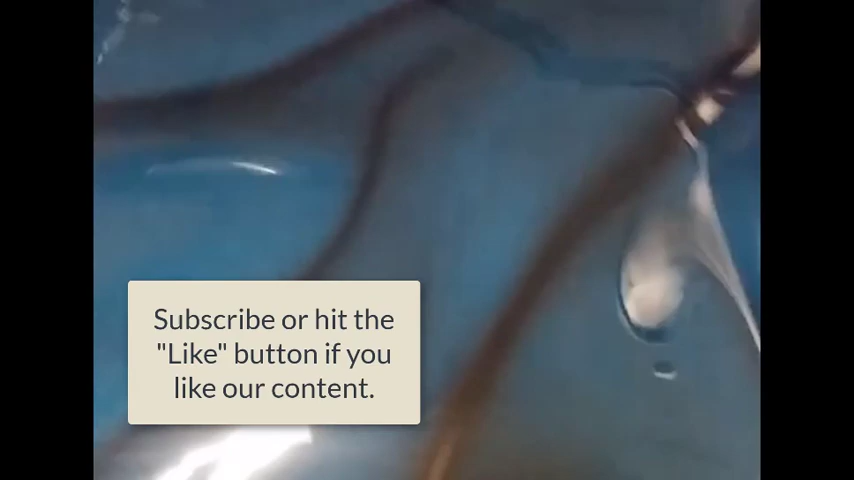 Subscribe or hit the
"Like" button if you
like our content.